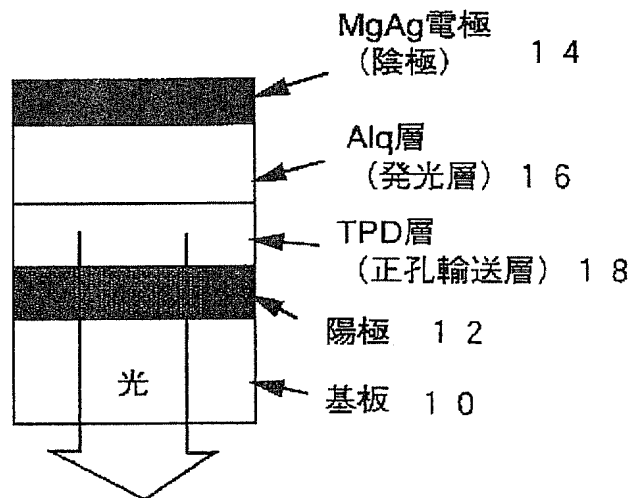 MgAg電極
（陰極） １４
Alq層
（発光層）１６
TPD層
（正孔輸送層）１８
陽極 １２
光
基板 １０